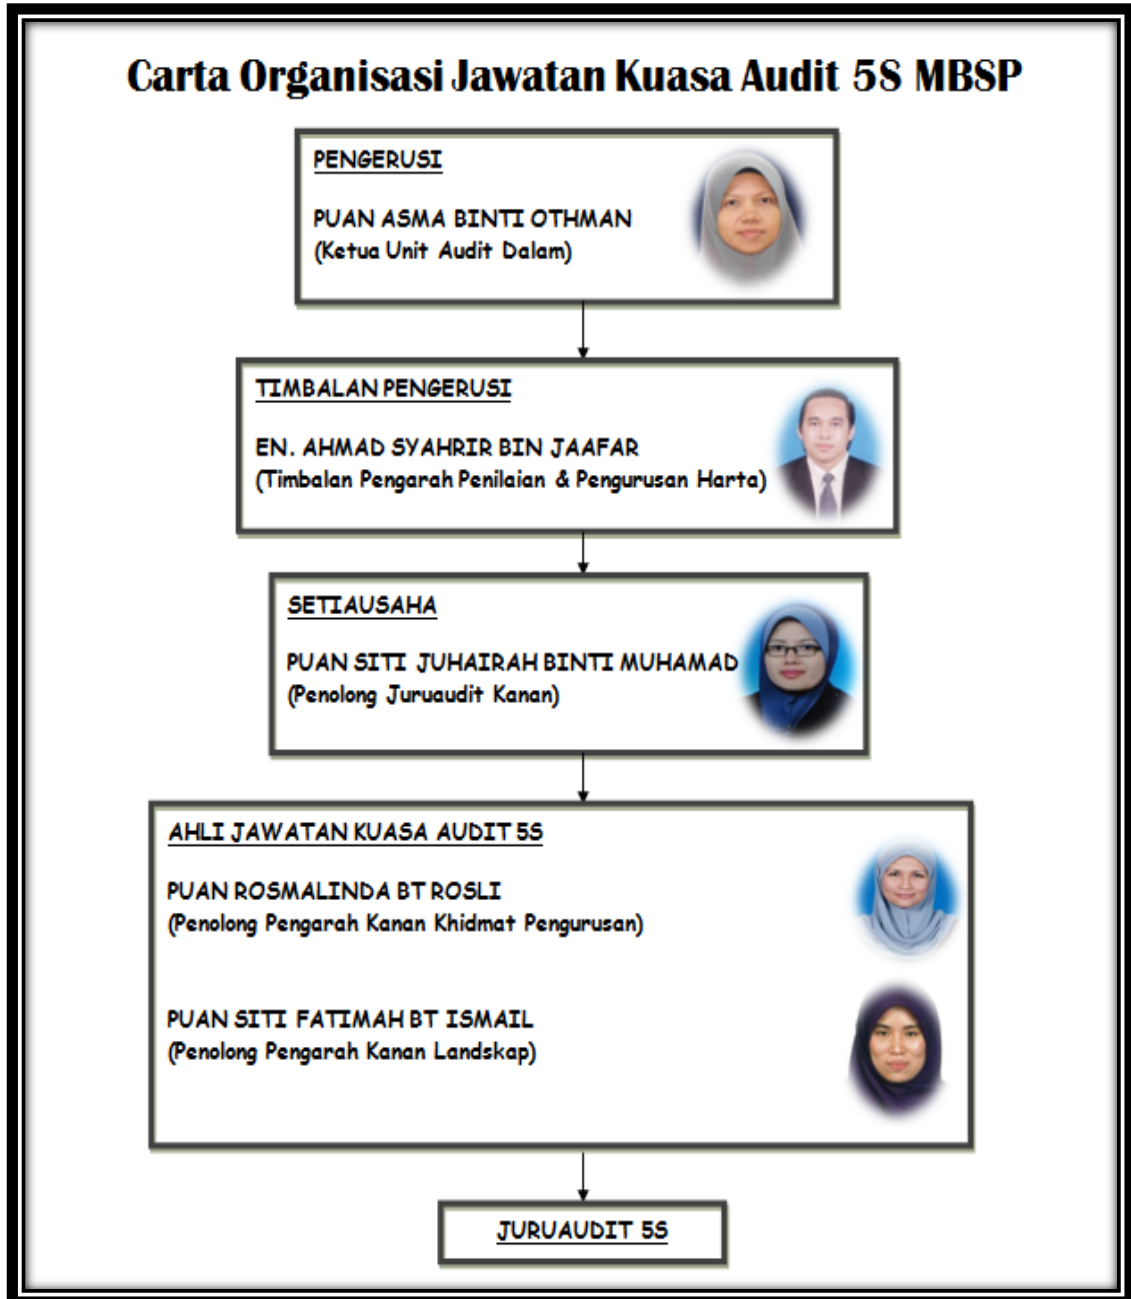 Carta Organisasi Jawatan Kuasa Audit 5S MBSP
PENGERUSI
PUAN ASMA BINTI OTHMAN
(Ketua Unit Audit Dalam)
TIMBALAN PENGERUSI
EN. AHMAD SYAHRIR BIN JAAFAR
(Timbalan Pengarah Penilaian & Pengurusan Harta)
SETIAUSAHA
PUAN SITI JUHAIRAH BINTI MUHAMAD
(Penolong Juruaudit Kanan)
AHLI JAWATAN KUASA AUDIT 5S
PUAN ROSMALINDA BT ROSLI
(Penolong Pengarah Kanan Khidmat Pengurusan)
PUAN SITI FATIMAH BT ISMAIL
(Penolong Pengarah Kanan Landskap)
JURUAUDIT 5S